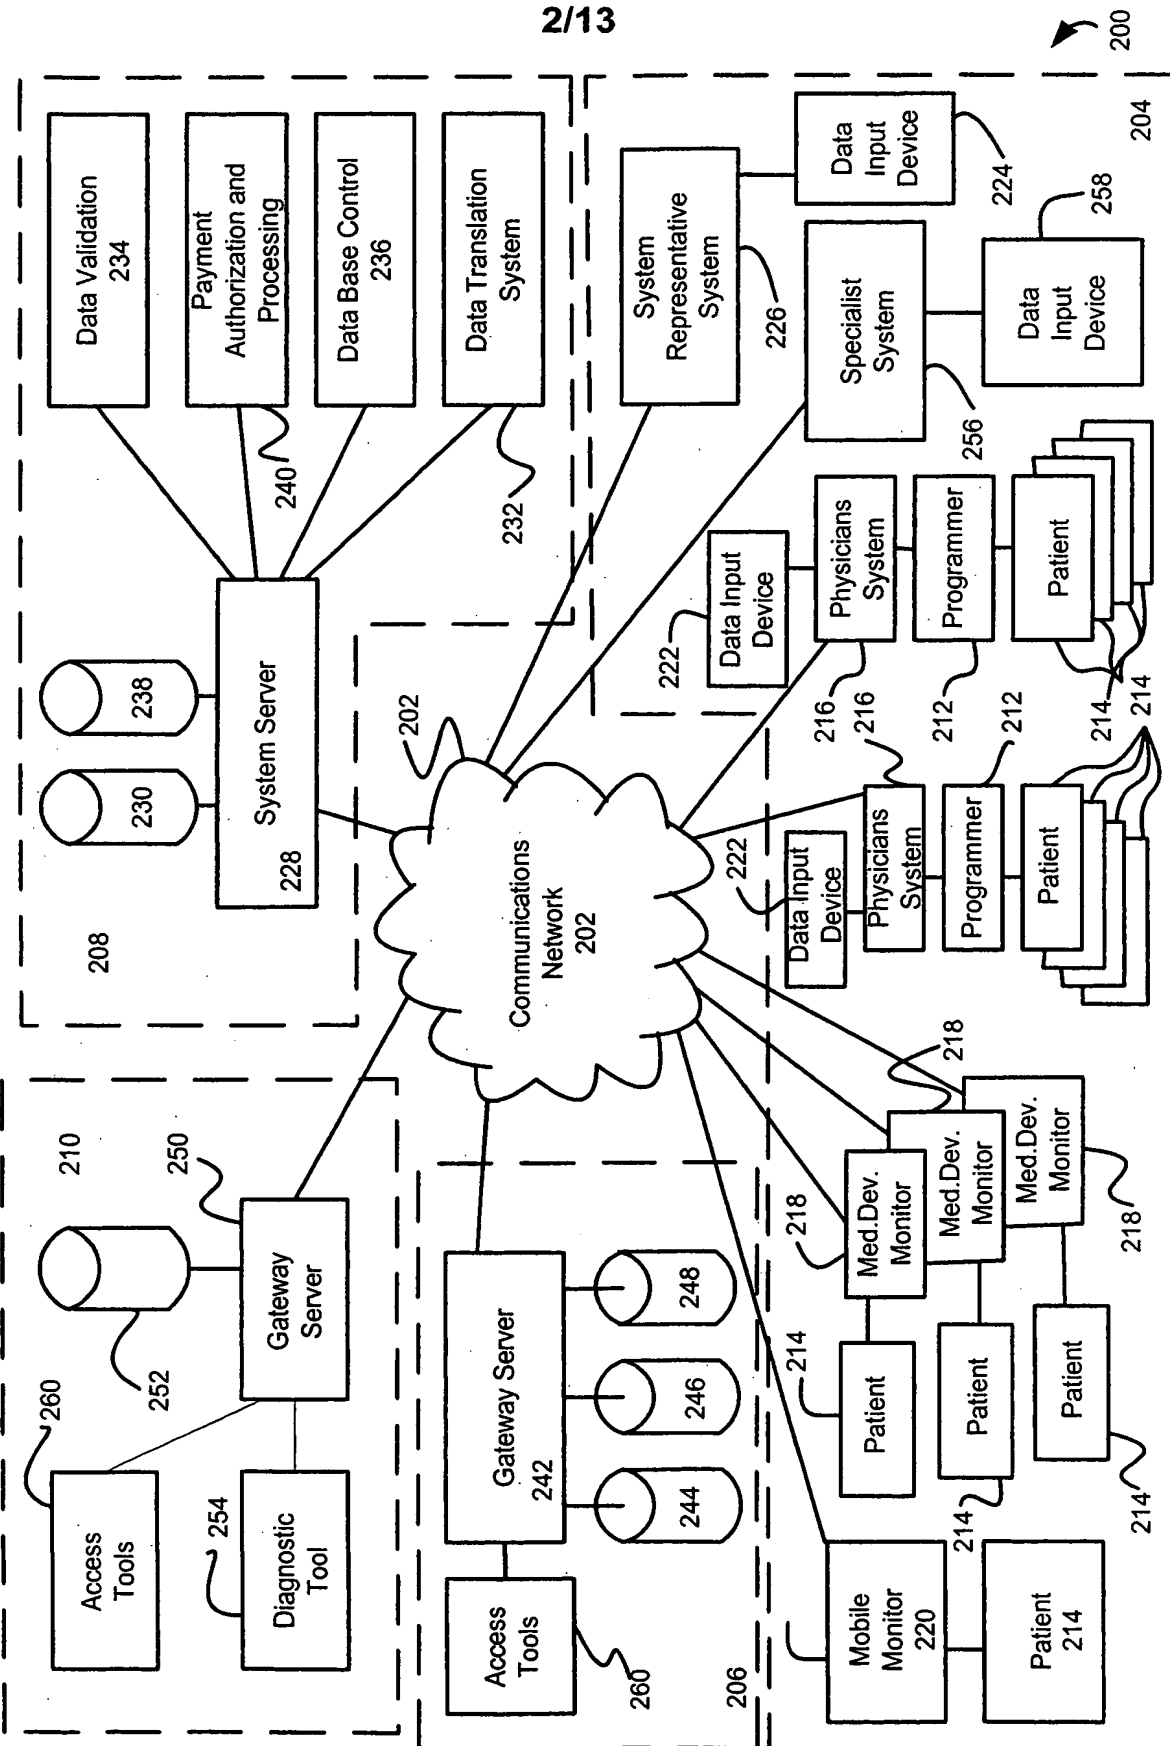 2/13
200
204
Data Validation
234
Payment
Authorization and
Processing
240
Data Base Control
236
Data Translation
System
232
238
230
System Server
228
208
System
Representative
System
226
Data
Input
Device
224
Specialist
System
256
Data
Input
Device
258
202
Communications
Network
202
Data Input
Device
222
Physicians
System
216
Programmer
212
Patient
214
Data Input
Device
222
Physicians
System
216
Programmer
212
Patient
214
210
250
252
Gateway
Server
Access
Tools
260
Diagnostic
Tool
254
Gateway Server
242
248
246
244
Access
Tools
260
206
Med.Dev.
Monitor
218
Med.Dev.
Monitor
218
Med.Dev.
Monitor
218
Patient
214
Patient
214
Patient
214
Mobile
Monitor
220
Patient
214